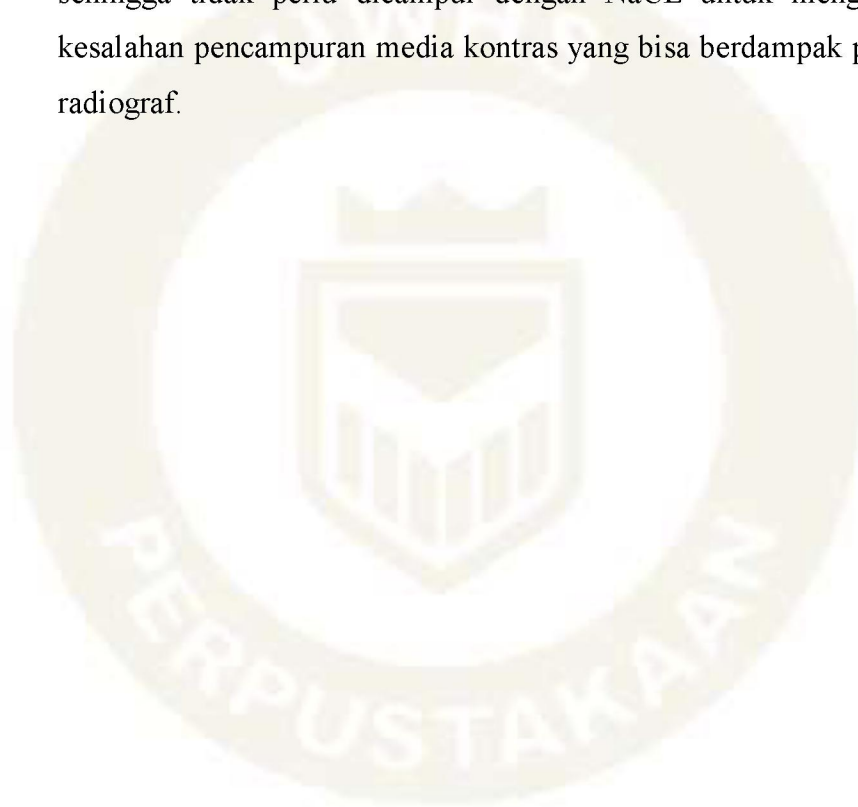 sehingga tidak perlu dicampur dengan NaCL untuk meng
kesalahan pencampuran media kontras yang bisa berdampak p
radiograf.
PERPUSTAKAAN